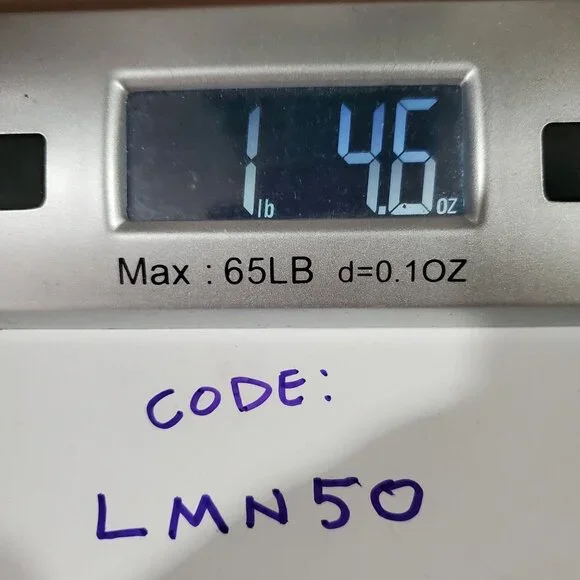 1 lb 4.6 oz
Max : 65LB d=0.1OZ
CODE:
LMN50